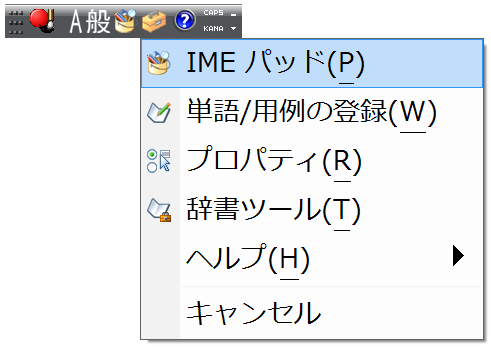 A般 CAPS
KANA
IME パッド(P)
単語/用例の登録(W)
プロパティ(R)
辞書ツール(T)
ヘルプ(H)
キャンセル